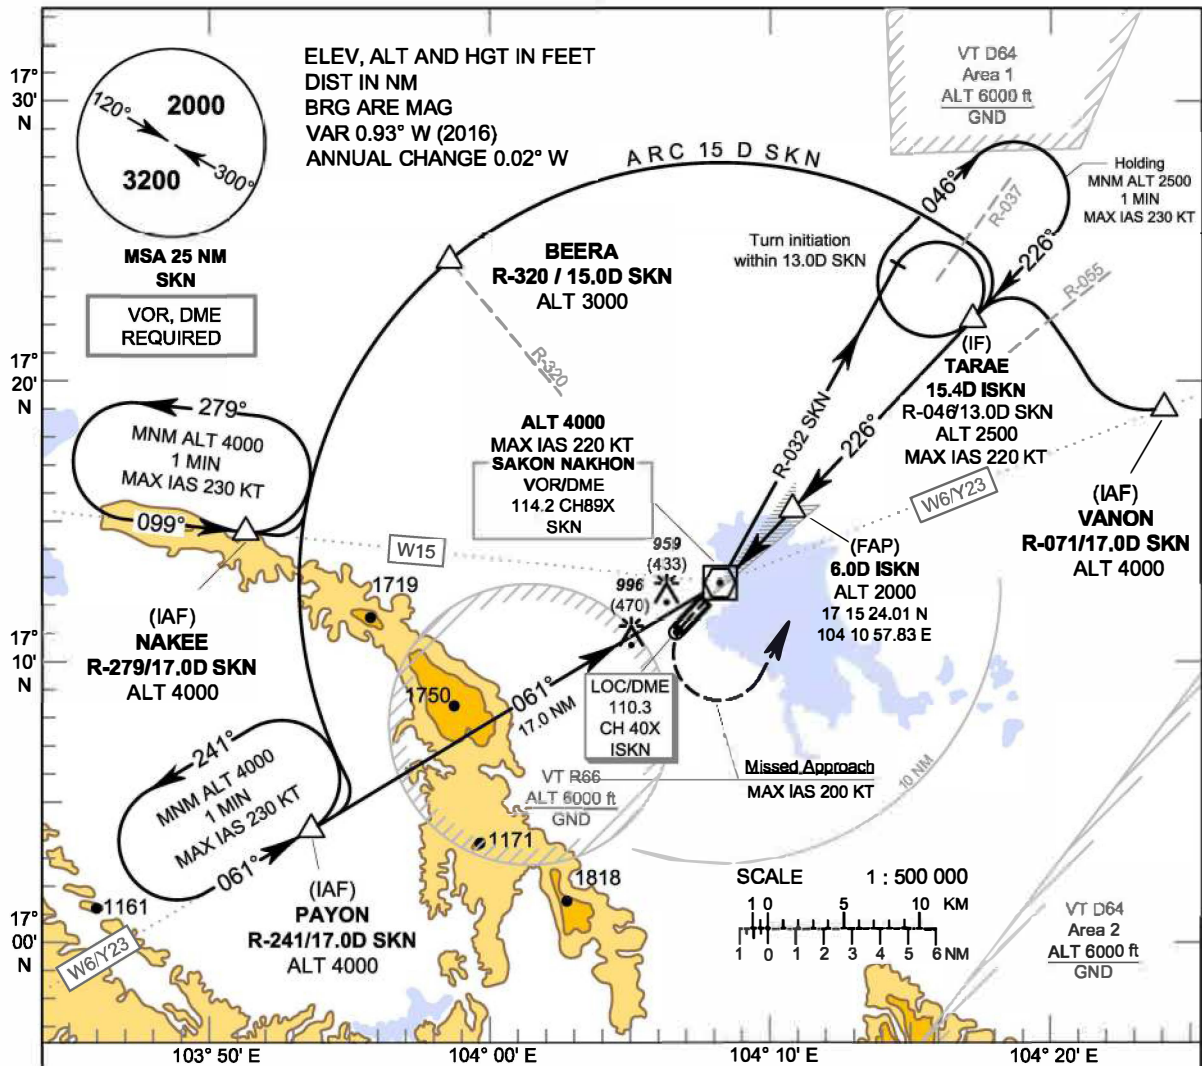 17°
30'
N
120°
2000
3200
300°
MSA 25 NM
SKN
VOR, DME
REQUIRED
ELEV, ALT AND HGT IN FEET
DIST IN NM
BRG ARE MAG
VAR 0.93° W (2016)
ANNUAL CHANGE 0.02° W
ARC 15 D SKN
VT D64
Area 1
ALT 6000 ft
GND
Holding
MNM ALT 2500
1 MIN
MAX IAS 230 KT
046°
R-037
226°
R-055
Turn initiation
within 13.0D SKN
BEERA
R-320 / 15.0D SKN
ALT 3000
R-320
17°
20'
N
(IF)
TARAE
15.4D ISKN
R-046/13.0D SKN
ALT 2500
MAX IAS 220 KT
R-032 SKN
226°
279°
MNM ALT 4000
1 MIN
MAX IAS 230 KT
099°
ALT 4000
MAX IAS 220 KT
SAKON NAKHON
VOR/DME
114.2 CH89X
SKN
W6/Y23
(IAF)
VANON
R-071/17.0D SKN
ALT 4000
W15
959
(433)
996
(470)
(FAP)
6.0D ISKN
ALT 2000
17 15 24.01 N
104 10 57.83 E
1719
(IAF)
NAKEE
R-279/17.0D SKN
ALT 4000
17°
10'
N
1750
061°
17.0 NM
LOC/DME
110.3
CH 40X
ISKN
241°
MNM ALT 4000
1 MIN
MAX IAS 230 KT
061°
VT R66
ALT 6000 ft
GND
Missed Approach
MAX IAS 200 KT
10 NM
1171
1818
1161
(IAF)
PAYON
R-241/17.0D SKN
ALT 4000
W6/Y23
17°
00'
N
SCALE 1 : 500 000
1 0 5 10 KM
1 0 1 2 3 4 5 6 NM
VT D64
Area 2
ALT 6000 ft
GND
103° 50' E
104° 00' E
104° 10' E
104° 20' E